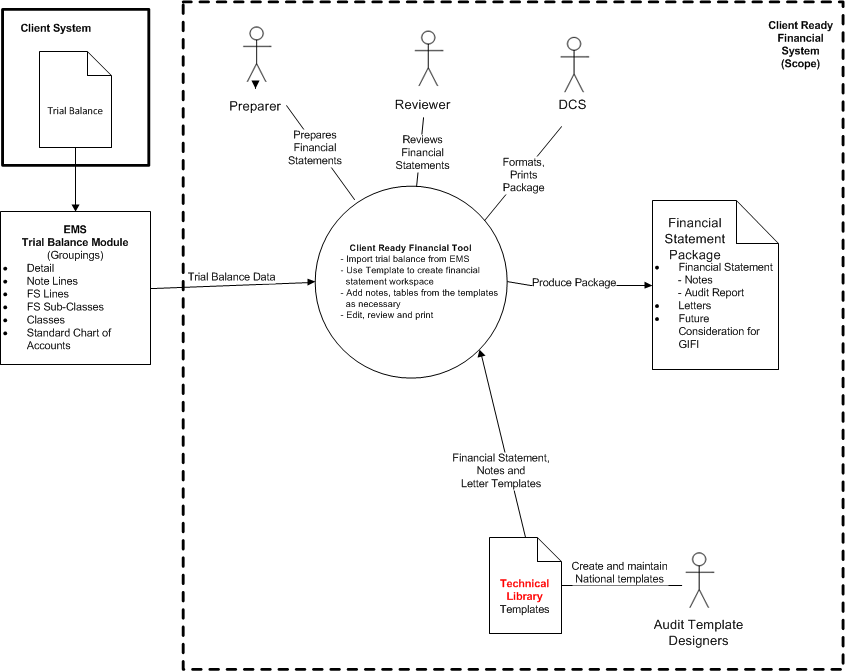 Client System
Trial Balance
Client Ready
Financial
System
(Scope)
Preparer
Reviewer
DCS
Prepares
Financial
Statements
Reviews
Financial
Statements
Formats,
Prints
Package
EMS
Trial Balance Module
(Groupings)
• Detail
• Note Lines
• FS Lines
• FS Sub-Classes
• Classes
• Standard Chart of
Accounts
Trial Balance Data
Client Ready Financial Tool
- Import trial balance from EMS
- Use Template to create financial
statement workspace
- Add notes, tables from the templates
as necessary
- Edit, review and print
Produce Package
Financial
Statement
Package
• Financial Statement
- Notes
- Audit Report
• Letters
• Future
Consideration for
GIFI
Financial Statement,
Notes and
Letter Templates
Technical
Library
Templates
Create and maintain
National templates
Audit Template
Designers